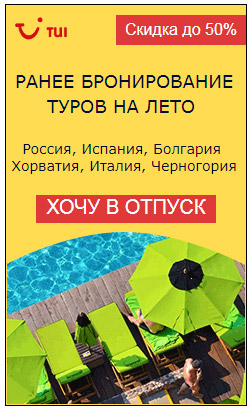 TUI
Скидка до 50%
РАНЕЕ БРОНИРОВАНИЕ
ТУРОВ НА ЛЕТО
Россия, Испания, Болгария
Хорватия, Италия, Черногория
ХОЧУ В ОТПУСК